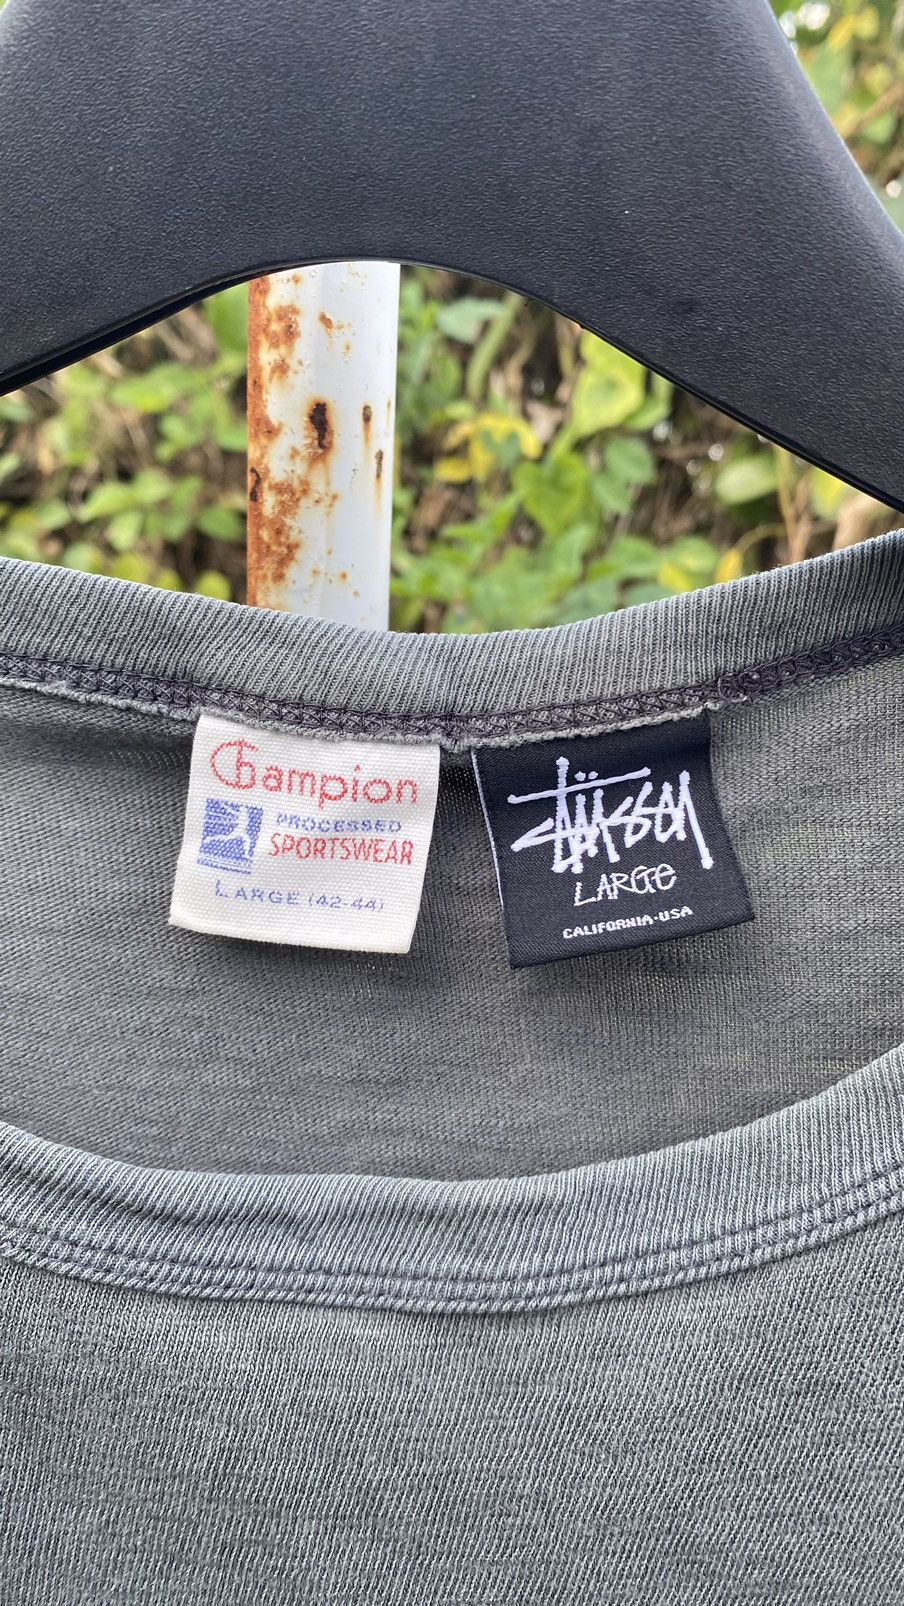 Champion
PROCESSED
SPORTSWEAR
LARGE (42-44)
STÜSSY
LARGE
CALIFORNIA·USA